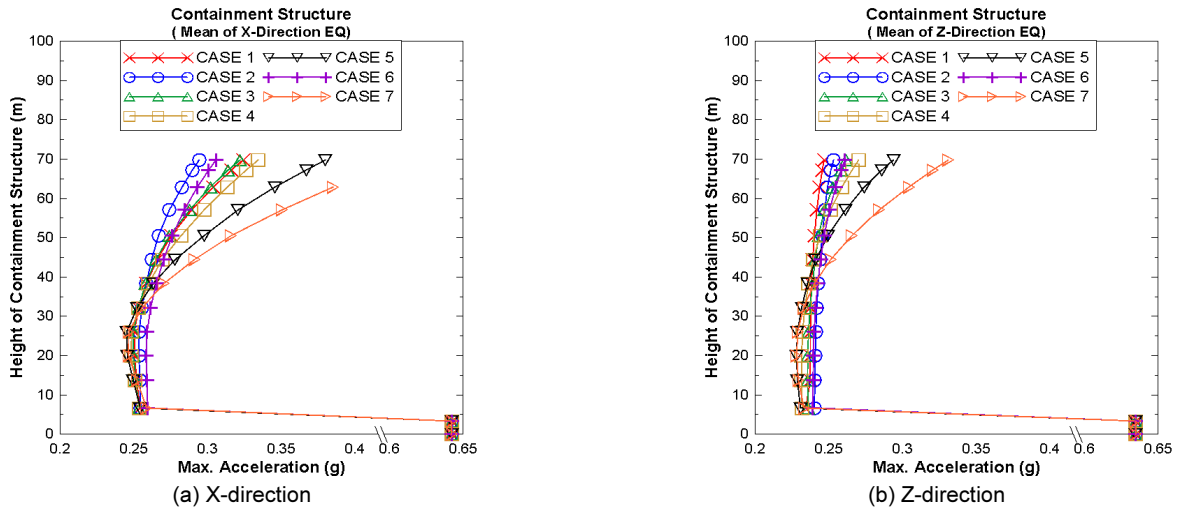 Containment Structure
( Mean of X-Direction EQ)
100
90
80
70
60
50
40
30
20
10
0
Height of Containment Structure (m)
CASE 1
CASE 5
CASE 2
CASE 6
CASE 3
CASE 7
CASE 4
0.2
0.25
0.3
0.35
0.4
0.6
0.65
Max. Acceleration (g)
(a) X-direction
Containment Structure
( Mean of Z-Direction EQ)
100
90
80
70
60
50
40
30
20
10
0
Height of Containment Structure (m)
CASE 1
CASE 5
CASE 2
CASE 6
CASE 3
CASE 7
CASE 4
0.2
0.25
0.3
0.35
0.4
0.6
0.65
Max. Acceleration (g)
(b) Z-direction